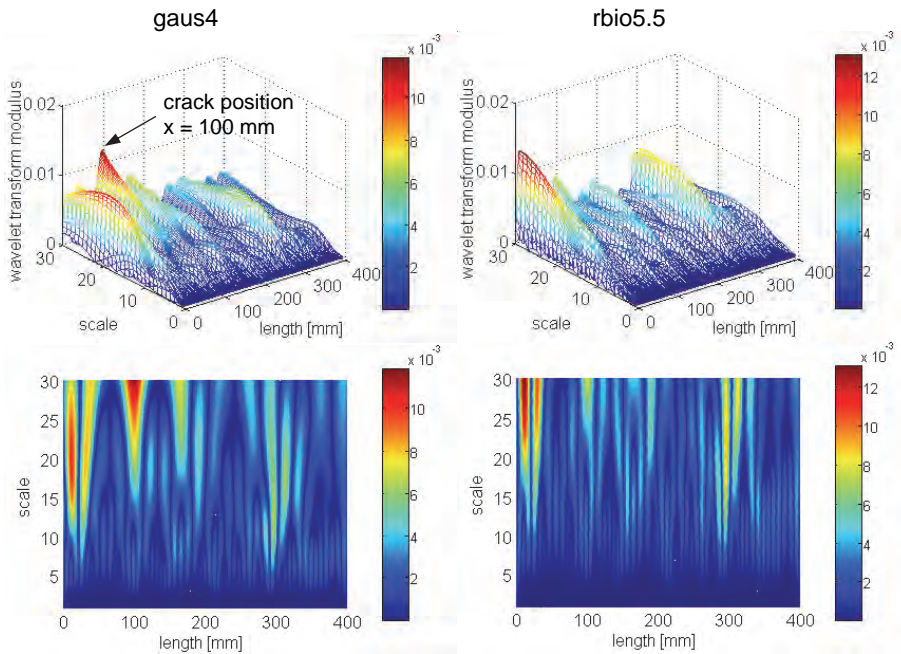 gaus4
x 10⁻³
wavelet transform modulus
0.02
0.01
0
crack position
x = 100 mm
30
20
10
0
scale
0
100
200
300
400
length [mm]
10
8
6
4
2
rbio5.5
x 10⁻³
wavelet transform modulus
0.02
0.01
0
30
20
10
0
scale
0
100
200
300
400
length [mm]
12
10
8
6
4
2
x 10⁻³
scale
30
25
20
15
10
5
0 100 200 300 400
length [mm]
10
8
6
4
2
x 10⁻³
scale
30
25
20
15
10
5
0 100 200 300 400
length [mm]
12
10
8
6
4
2